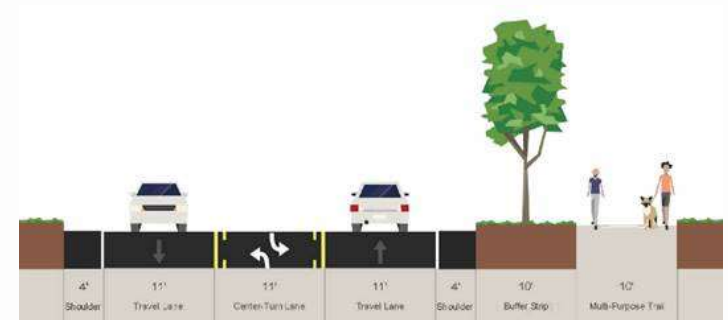 4' 11' 11' 11' 4' 10' 10'
Shoulder Travel Lane Center-Turn Lane Travel Lane Shoulder Buffer Strip Multi-Purpose Trail